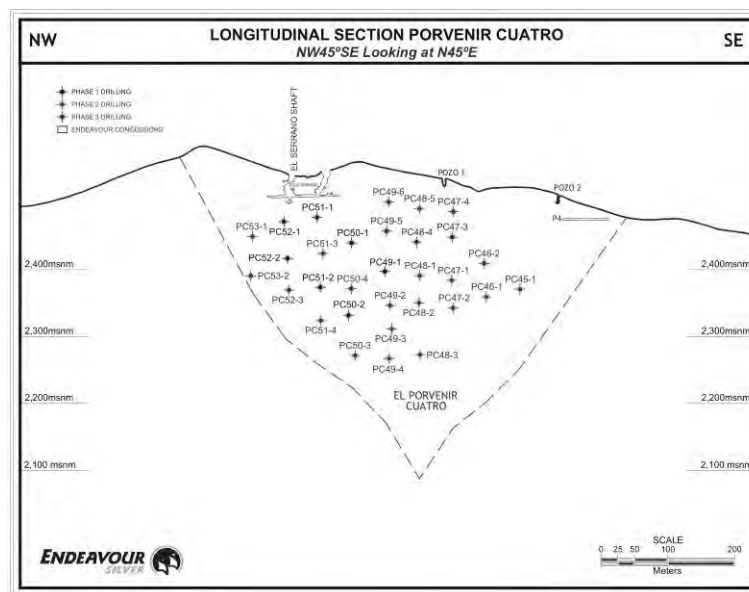 NW
LONGITUDINAL SECTION PORVENIR CUATRO
SE
NW45ºSE Looking at N45ºE
PHASE 1 DRILLING
PHASE 2 DRILLING
PHASE 3 DRILLING
ENDEAVOUR CONCESSIONS
EL SERRANO SHAFT
POZO 1
POZO 2
P4
PC49-6
PC48-5
PC47-4
PC51-1
PC53-1
PC52-1
PC50-1
PC49-5
PC48-4
PC47-3
PC51-3
PC46-2
2,400msnm
PC52-2
PC49-1
PC48-1
PC47-1
2,400msnm
PC53-2
PC51-2
PC50-4
PC46-1
PC45-1
PC52-3
PC49-2
PC48-2
PC47-2
PC50-2
2,300msnm
PC51-4
PC49-3
2,300msnm
PC50-3
PC48-3
PC49-4
2,200msnm
EL PORVENIR
CUATRO
2,200msnm
2,100 msnm
2,100 msnm
ENDEAVOUR
SILVER
SCALE
0 25 50 100 200
Meters